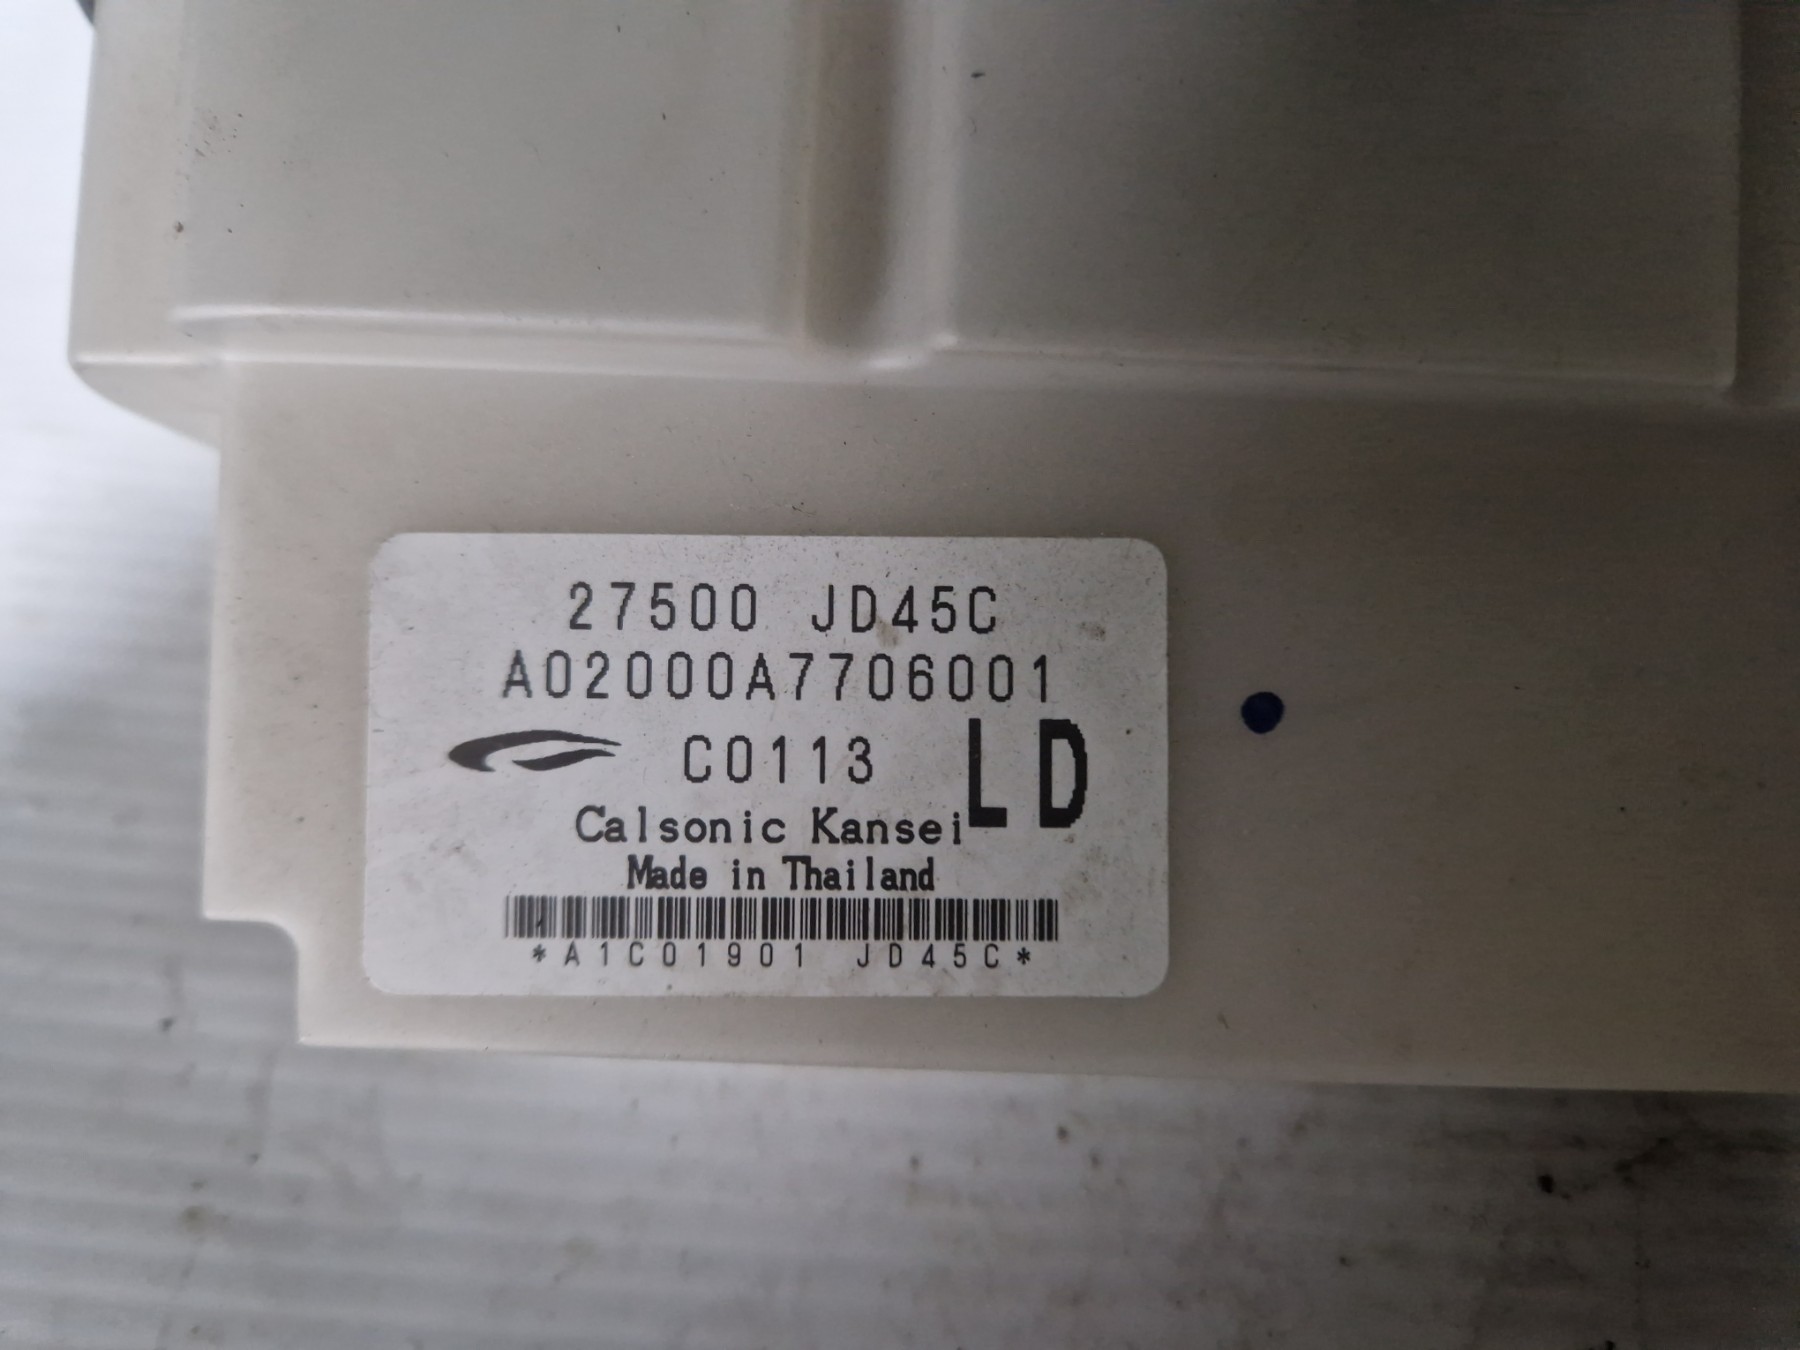 27500 JD45C
A02000A7706001
C0113 LD
Calsonic Kansei
Made in Thailand
*A1C01901 JD45C*